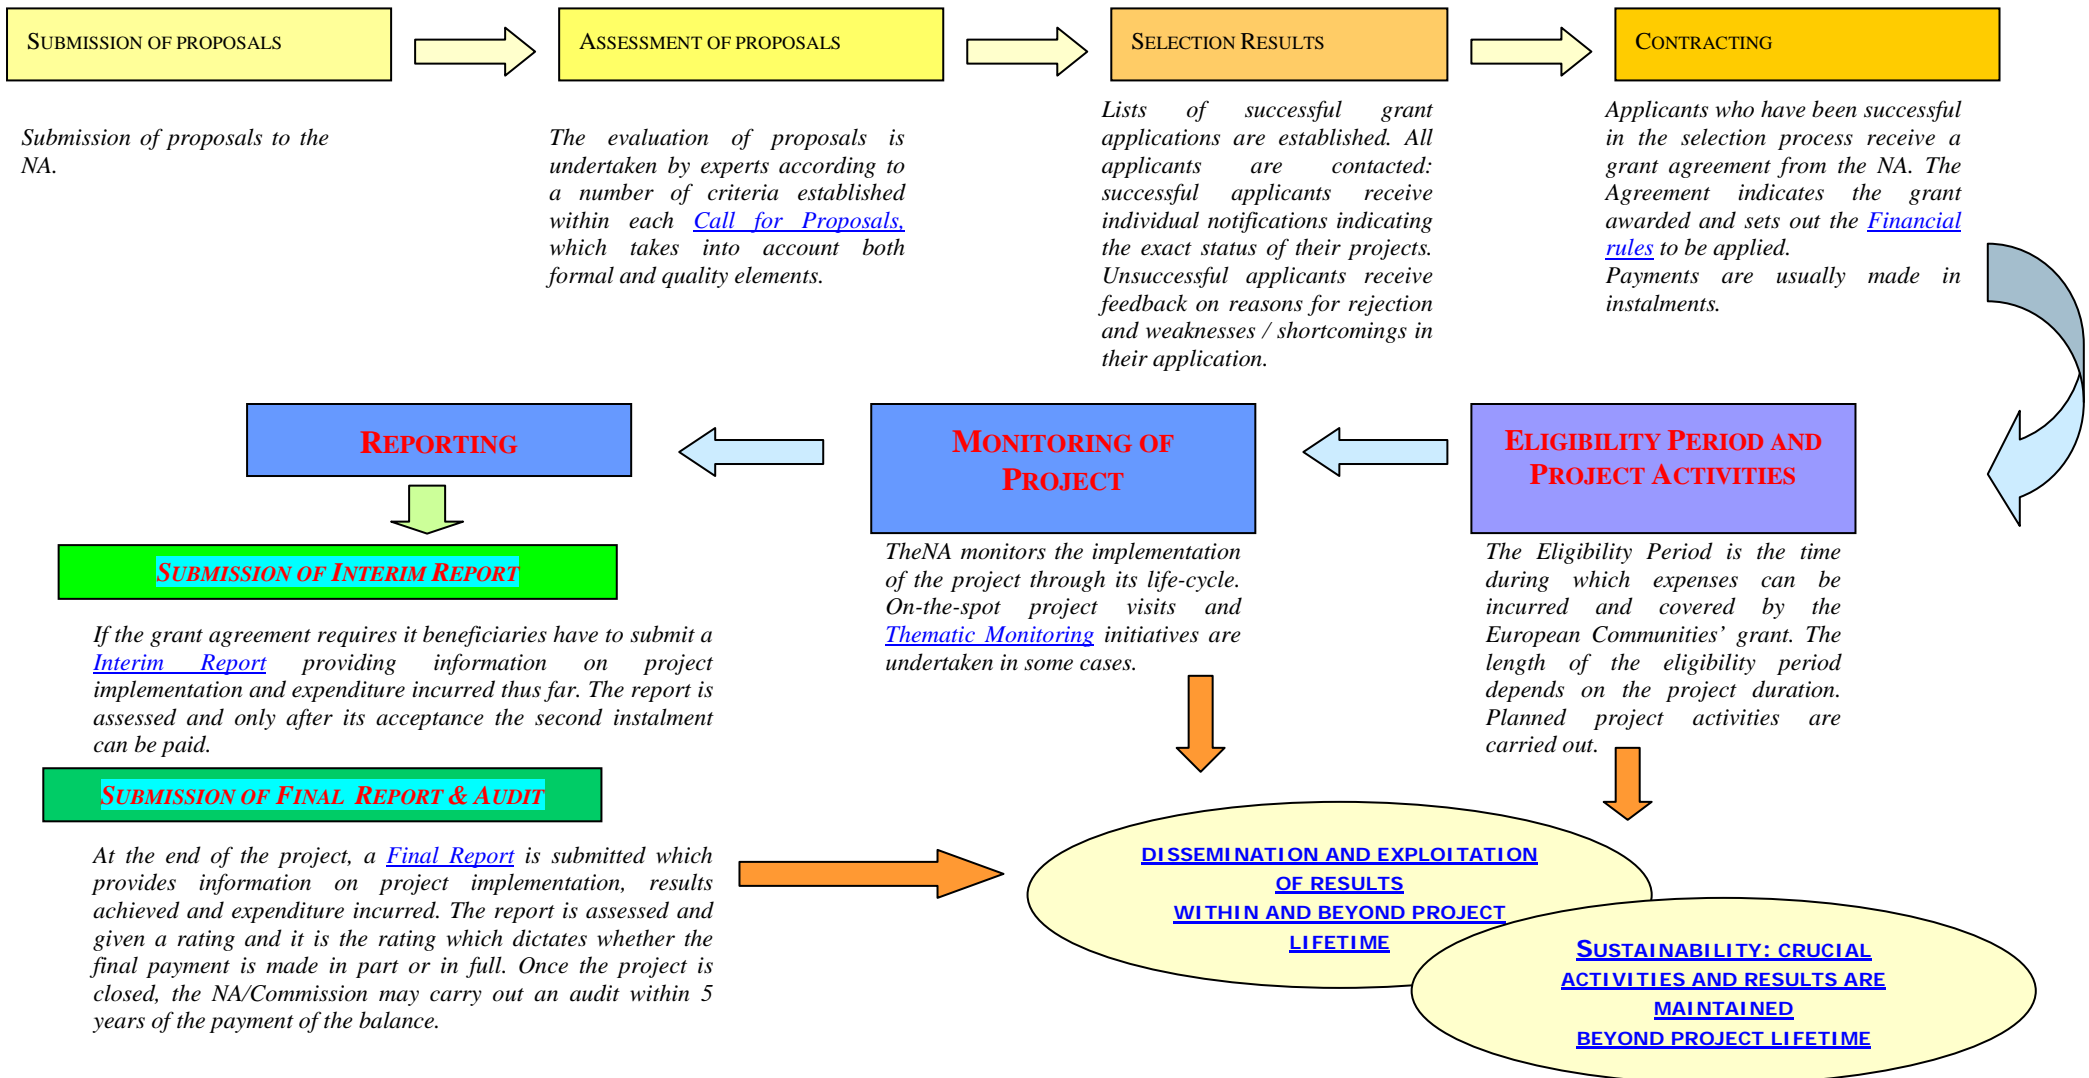 SUBMISSION OF PROPOSALS
ASSESSMENT OF PROPOSALS
SELECTION RESULTS
CONTRACTING
Submission of proposals to the
NA.
The evaluation of proposals is
undertaken by experts according to
a number of criteria established
within each Call for Proposals,
which takes into account both
formal and quality elements.
Lists of successful grant
applications are established. All
applicants are contacted:
successful applicants receive
individual notifications indicating
the exact status of their projects.
Unsuccessful applicants receive
feedback on reasons for rejection
and weaknesses / shortcomings in
their application.
Applicants who have been successful
in the selection process receive a
grant agreement from the NA. The
Agreement indicates the grant
awarded and sets out the Financial
rules to be applied.
Payments are usually made in
instalments.
REPORTING
MONITORING OF
PROJECT
ELIGIBILITY PERIOD AND
PROJECT ACTIVITIES
SUBMISSION OF INTERIM REPORT
If the grant agreement requires it beneficiaries have to submit a
Interim Report providing information on project
implementation and expenditure incurred thus far. The report is
assessed and only after its acceptance the second instalment
can be paid.
TheNA monitors the implementation
of the project through its life-cycle.
On-the-spot project visits and
Thematic Monitoring initiatives are
undertaken in some cases.
The Eligibility Period is the time
during which expenses can be
incurred and covered by the
European Communities' grant. The
length of the eligibility period
depends on the project duration.
Planned project activities are
carried out.
SUBMISSION OF FINAL REPORT & AUDIT
At the end of the project, a Final Report is submitted which
provides information on project implementation, results
achieved and expenditure incurred. The report is assessed and
given a rating and it is the rating which dictates whether the
final payment is made in part or in full. Once the project is
closed, the NA/Commission may carry out an audit within 5
years of the payment of the balance.
DISSEMINATION AND EXPLOITATION
OF RESULTS
WITHIN AND BEYOND PROJECT
LIFETIME
SUSTAINABILITY: CRUCIAL
ACTIVITIES AND RESULTS ARE
MAINTAINED
BEYOND PROJECT LIFETIME